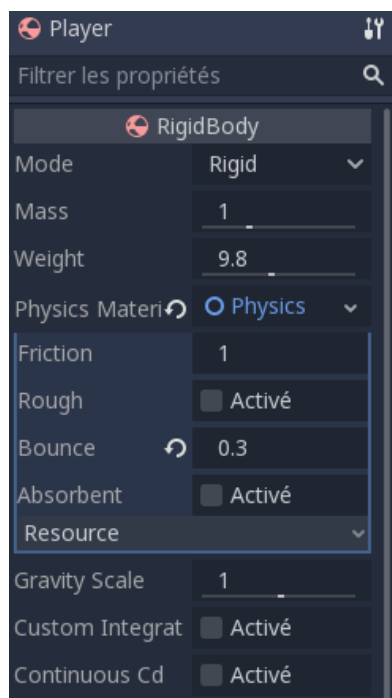 Player
Filtrer les propriétés
RigidBody
Mode Rigid
Mass 1
Weight 9.8
Physics Materi Physics
Friction 1
Rough Activé
Bounce 0.3
Absorbent Activé
Resource
Gravity Scale 1
Custom Integrat Activé
Continuous Cd Activé